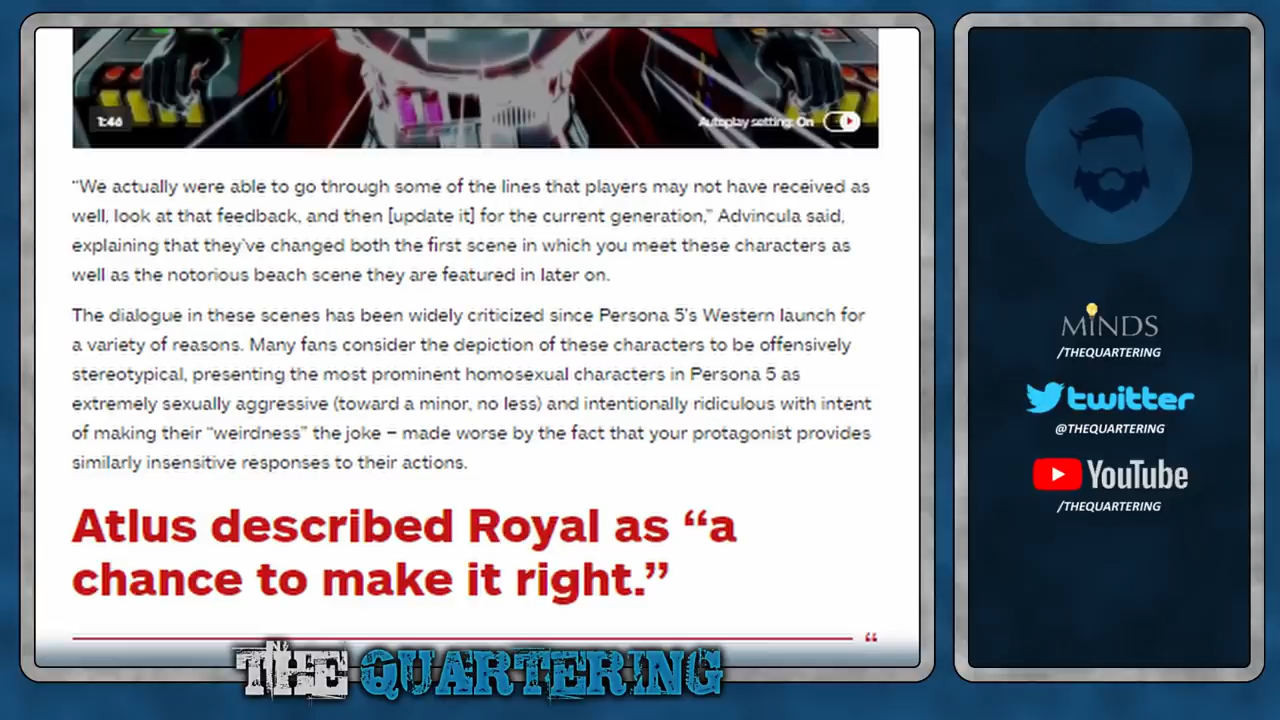 1:46
Autoplay setting: On
“We actually were able to go through some of the lines that players may not have received as
well, look at that feedback, and then [update it] for the current generation,” Advincula said,
explaining that they’ve changed both the first scene in which you meet these characters as
well as the notorious beach scene they are featured in later on.
The dialogue in these scenes has been widely criticized since Persona 5’s Western launch for
a variety of reasons. Many fans consider the depiction of these characters to be offensively
stereotypical, presenting the most prominent homosexual characters in Persona 5 as
extremely sexually aggressive (toward a minor, no less) and intentionally ridiculous with intent
of making their “weirdness” the joke – made worse by the fact that your protagonist provides
similarly insensitive responses to their actions.
Atlus described Royal as “a
chance to make it right.”
“
THE QUARTERING
MINDS
/THEQUARTERING
twitter
@THEQUARTERING
YouTube
/THEQUARTERING